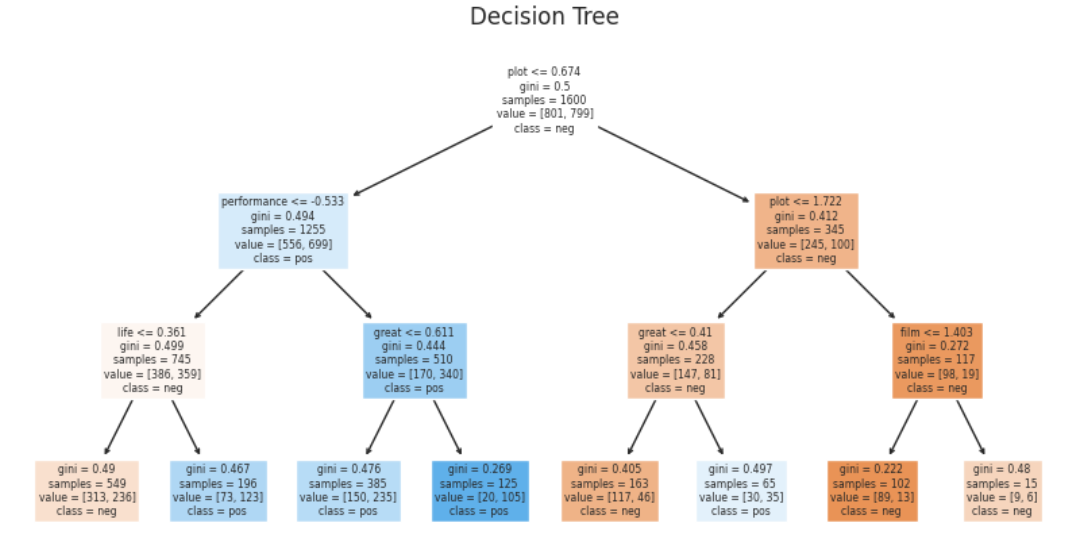 Decision Tree
plot <= 0.674
gini = 0.5
samples = 1600
value = [801, 799]
class = neg
performance <= -0.533
gini = 0.494
samples = 1255
value = [556, 699]
class = pos
plot <= 1.722
gini = 0.412
samples = 345
value = [245, 100]
class = neg
life <= 0.361
gini = 0.499
samples = 745
value = [386, 359]
class = neg
great <= 0.611
gini = 0.444
samples = 510
value = [170, 340]
class = pos
great <= 0.41
gini = 0.458
samples = 228
value = [147, 81]
class = neg
film <= 1.403
gini = 0.272
samples = 117
value = [98, 19]
class = neg
gini = 0.49
samples = 549
value = [313, 236]
class = neg
gini = 0.467
samples = 196
value = [73, 123]
class = pos
gini = 0.476
samples = 385
value = [150, 235]
class = pos
gini = 0.269
samples = 125
value = [20, 105]
class = pos
gini = 0.405
samples = 163
value = [117, 46]
class = neg
gini = 0.497
samples = 65
value = [30, 35]
class = pos
gini = 0.222
samples = 102
value = [89, 13]
class = neg
gini = 0.48
samples = 15
value = [9, 6]
class = neg